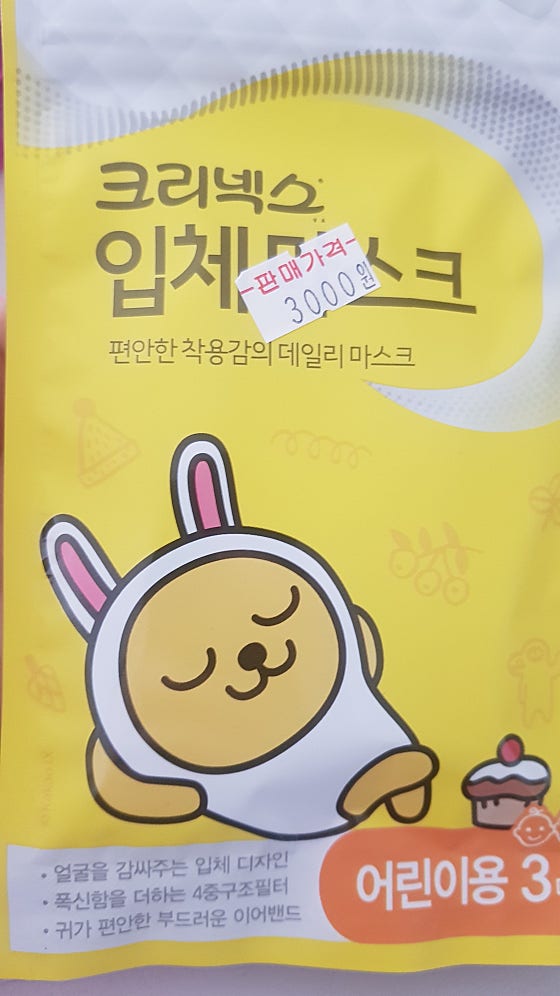 크리넥스
입체 스크
판매가격
3000원
편안한 착용감의 데일리 마스크
· 얼굴을 감싸주는 입체 디자인
· 폭신함을 더하는 4중구조필터
· 귀가 편안한 부드러운 이어밴드
어린이용 3